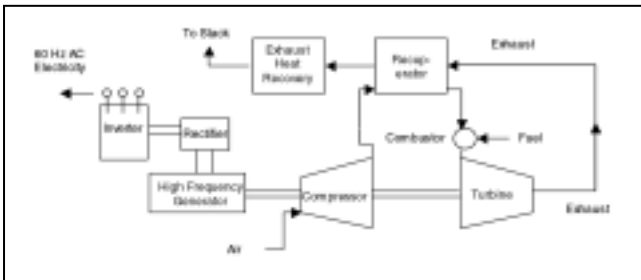 To Stack
60 Hz AC
Electricity
Exhaust
Heat
Recovery
Recup-
erator
Exhaust
Inverter
Rectifier
Combustor
Fuel
High Frequency
Generator
Compressor
Turbine
Exhaust
Air